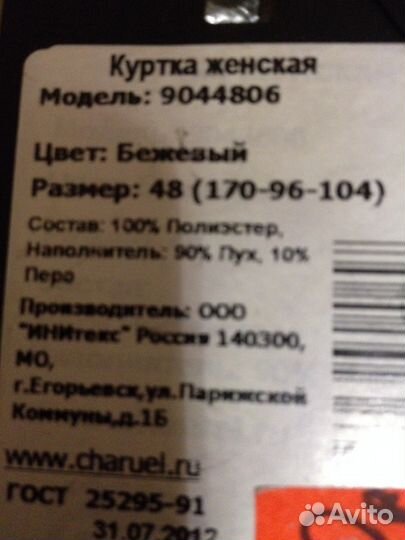 Куртка женская
Модель: 9044806
Цвет: Бежевый
Размер: 48 (170-96-104)
Состав: 100% Полиэстер,
Наполнитель: 90% Пух, 10%
Перо
Производитель: ООО
"ИНИтекс" Россия 140300,
МО,
г.Егорьевск,ул.Парижской
Коммуны,д.1Б
www.charuel.ru
ГОСТ 25295-91
31.07.2012
Avito